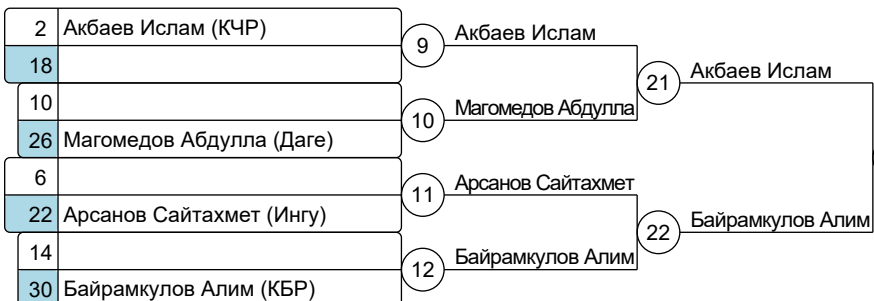 2 Акбаев Ислам (КЧР)
9 Акбаев Ислам
18
21 Акбаев Ислам
10
10 Магомедов Абдулла
26 Магомедов Абдулла (Даге)
6
11 Арсанов Сайтахмет
22 Арсанов Сайтахмет (Ингу)
22 Байрамкулов Алим
14
12 Байрамкулов Алим
30 Байрамкулов Алим (КБР)